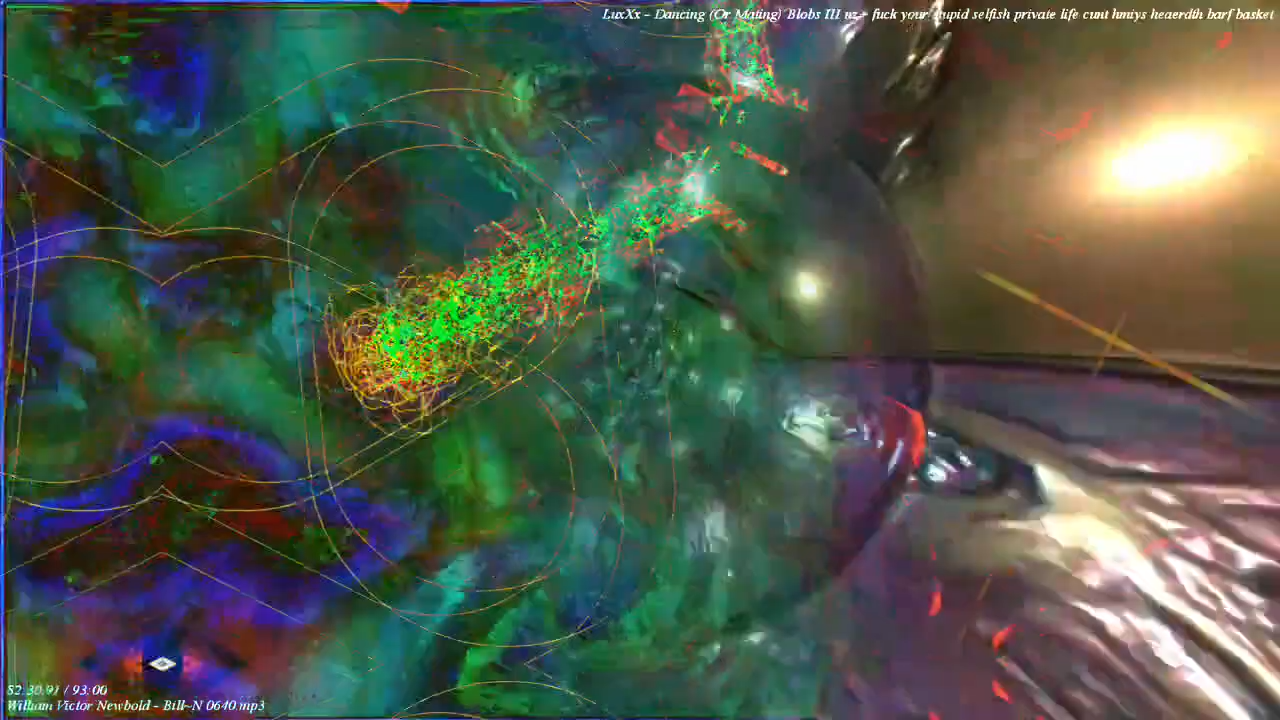 LuxXx - Dancing (Or Mating) Blobs III nz+ fuck your stupid selfish private life cunt hmiys heaerdth barf basket
52:30.91 / 93:00
William Victor Newbold - Bill~N 0640.mp3